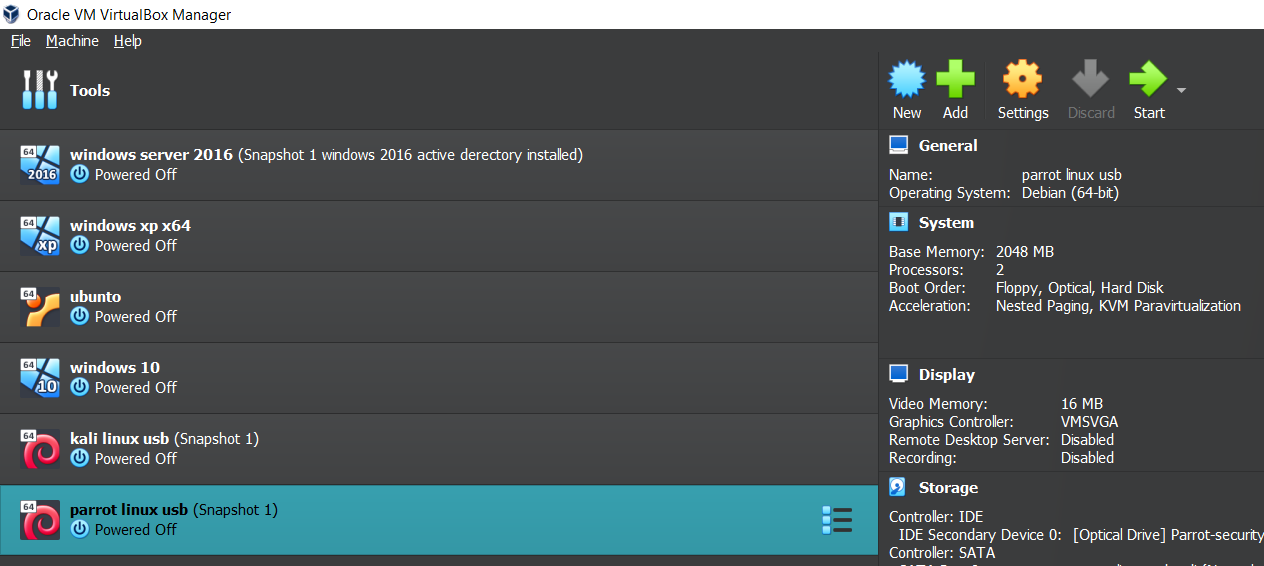 Oracle VM VirtualBox Manager
File Machine Help
Tools
64 2016 windows server 2016 (Snapshot 1 windows 2016 active derectory installed)
Powered Off
64 xp windows xp x64
Powered Off
64 ubunto
Powered Off
64 10 windows 10
Powered Off
64 kali linux usb (Snapshot 1)
Powered Off
64 parrot linux usb (Snapshot 1)
Powered Off
New Add Settings Discard Start
General
Name: parrot linux usb
Operating System: Debian (64-bit)
System
Base Memory: 2048 MB
Processors: 2
Boot Order: Floppy, Optical, Hard Disk
Acceleration: Nested Paging, KVM Paravirtualization
Display
Video Memory: 16 MB
Graphics Controller: VMSVGA
Remote Desktop Server: Disabled
Recording: Disabled
Storage
Controller: IDE
IDE Secondary Device 0: [Optical Drive] Parrot-security
Controller: SATA